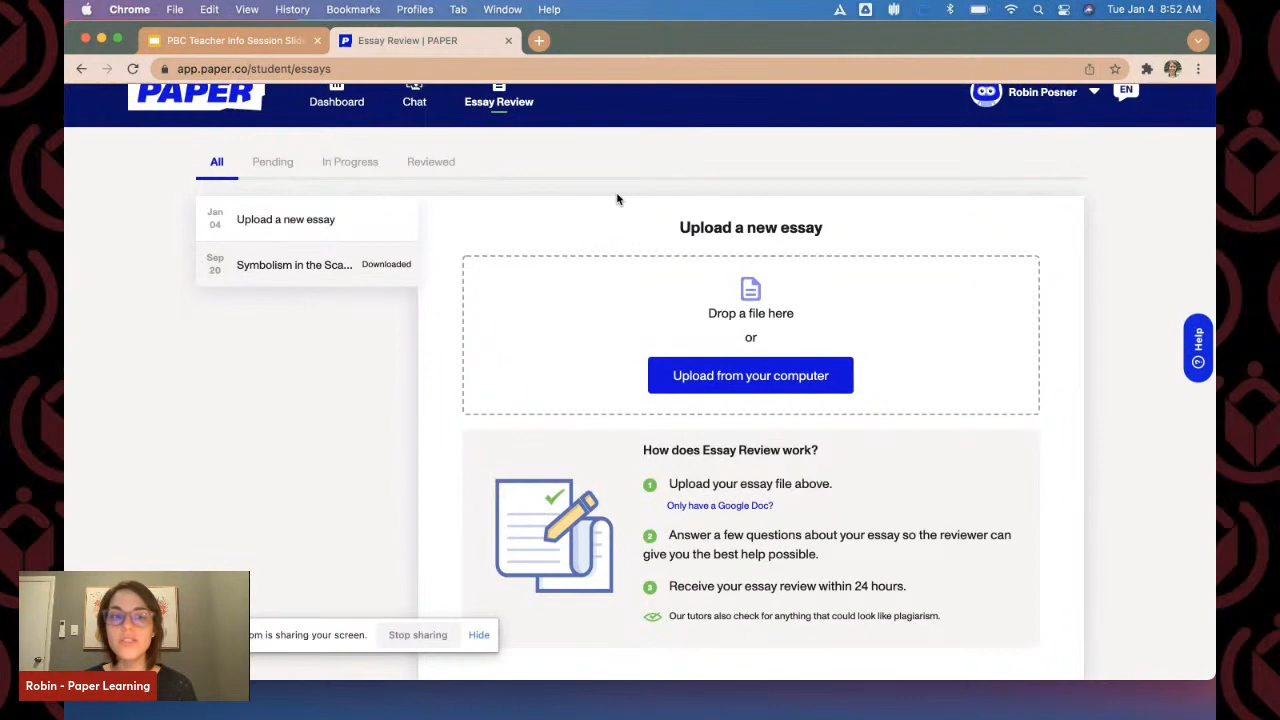 Chrome File Edit View History Bookmarks Profiles Tab Window Help Tue Jan 4 8:52 AM
PBC Teacher Info Session Slid
Essay Review | PAPER
app.paper.co/student/essays
PAPER
Dashboard
Chat
Essay Review
Robin Posner
EN
All
Pending
In Progress
Reviewed
Jan
04
Upload a new essay
Sep
20
Symbolism in the Sca...
Downloaded
Upload a new essay
Drop a file here
or
Upload from your computer
How does Essay Review work?
1 Upload your essay file above.
Only have a Google Doc?
2 Answer a few questions about your essay so the reviewer can
give you the best help possible.
3 Receive your essay review within 24 hours.
Our tutors also check for anything that could look like plagiarism.
Help
om is sharing your screen.
Stop sharing
Hide
Robin - Paper Learning